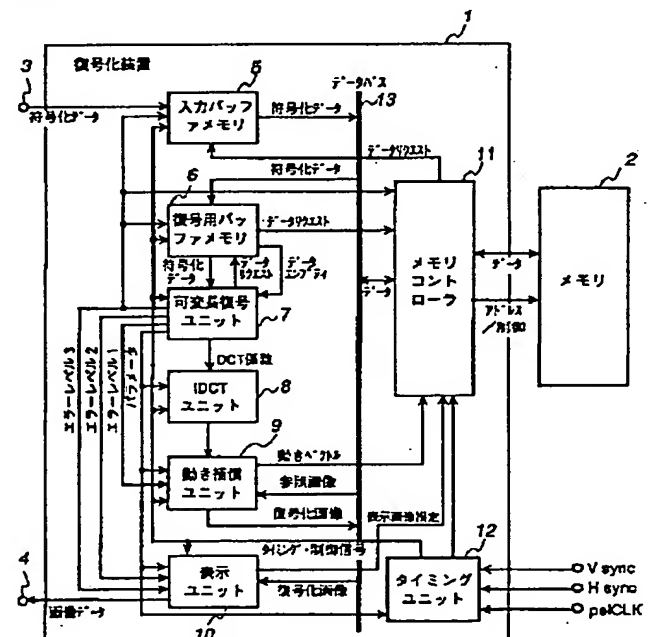 1
復号化装置
3
符号化データ
5
入力バッフ
ァメモリ
符号化データ
データバス
13
データリクエスト
11
2
符号化データ
6
復号用バッ
ファメモリ
データリクエスト
符号化
データ
データ
リクエスト
データ
エンプティ
メモリ
コント
ローラ
データ
メモリ
データ
アドレス
/制御
可変長復号
ユニット
7
エラーレベル3
エラーレベル2
エラーレベル1
パラメータ
DCT係数
IDCT
ユニット
8
9
動き補償
ユニット
動きベクトル
参照画像
復号化画像
表示画像設定
タイミング・制御信号
12
4
画像データ
表示
ユニット
10
復号化画像
タイミング
ユニット
V sync
H sync
pelCLK